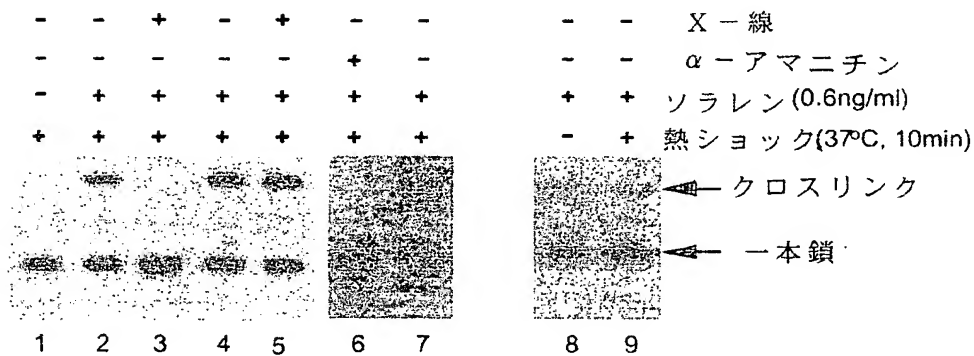 - - + - + - - - - X－線
- - - - - + - - - α－アマニチン
- + + + + + + + + ソラレン(0.6ng/ml)
+ + + + + + + - + 熱ショック(37ºC, 10min)
クロスリンク
一本鎖
1 2 3 4 5 6 7 8 9